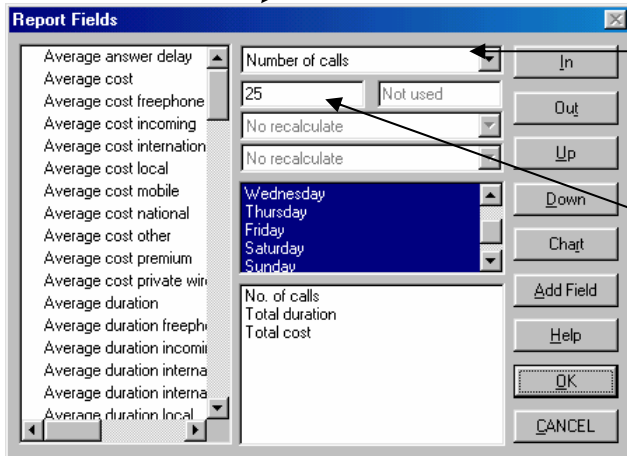 Report Fields
Average answer delay
Average cost
Average cost freephone
Average cost incoming
Average cost internation
Average cost local
Average cost mobile
Average cost national
Average cost other
Average cost premium
Average cost private wir
Average duration
Average duration freeph
Average duration incomi
Average duration interna
Average duration interna
Average duration local
Number of calls
25
Not used
No recalculate
No recalculate
Wednesday
Thursday
Friday
Saturday
Sunday
No. of calls
Total duration
Total cost
In
Out
Up
Down
Chart
Add Field
Help
OK
CANCEL